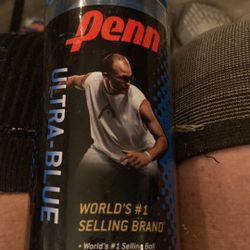 Penn
ULTRA-BLUE
WORLD'S #1
SELLING BRAND
• World's #1 Selling Ball